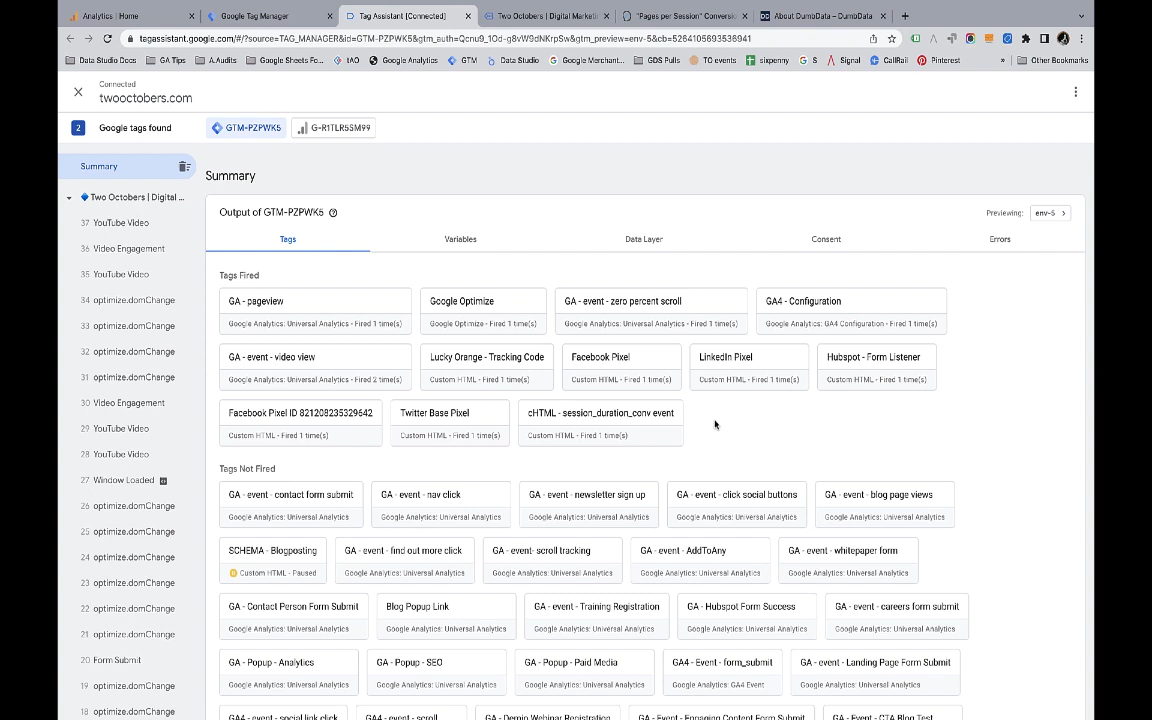 Analytics | Home
Google Tag Manager
Tag Assistant [Connected]
Two Octobers | Digital Marketi
"Pages per Session" Conversio
About DumbData – DumbData
tagassistant.google.com/#/?source=TAG_MANAGER&id=GTM-PZPWK5&gtm_auth=Qcnu9_1Od-g8vW9dNKrpSw&gtm_preview=env-5&cb=5264105693536941
Data Studio Docs
GA Tips
A.Audits
Google Sheets Fo...
tAO
Google Analytics
GTM
Data Studio
Google Merchant...
GDS Pulls
TO events
sixpenny
G S
Signal
CallRail
Pinterest
»
Other Bookmarks
Connected
twooctobers.com
2
Google tags found
GTM-PZPWK5
G-R1TLR5SM99
Summary
Two Octobers | Digital ...
37 YouTube Video
36 Video Engagement
35 YouTube Video
34 optimize.domChange
33 optimize.domChange
32 optimize.domChange
31 optimize.domChange
30 Video Engagement
29 YouTube Video
28 YouTube Video
27 Window Loaded
26 optimize.domChange
25 optimize.domChange
24 optimize.domChange
23 optimize.domChange
22 optimize.domChange
21 optimize.domChange
20 Form Submit
19 optimize.domChange
18 optimize.domChange
Summary
Output of GTM-PZPWK5
Previewing:
env-5
Tags
Variables
Data Layer
Consent
Errors
Tags Fired
GA - pageview
Google Analytics: Universal Analytics - Fired 1 time(s)
Google Optimize
Google Optimize - Fired 1 time(s)
GA - event - zero percent scroll
Google Analytics: Universal Analytics - Fired 1 time(s)
GA4 - Configuration
Google Analytics: GA4 Configuration - Fired 1 time(s)
GA - event - video view
Google Analytics: Universal Analytics - Fired 2 time(s)
Lucky Orange - Tracking Code
Custom HTML - Fired 1 time(s)
Facebook Pixel
Custom HTML - Fired 1 time(s)
LinkedIn Pixel
Custom HTML - Fired 1 time(s)
Hubspot - Form Listener
Custom HTML - Fired 1 time(s)
Facebook Pixel ID 821208235329642
Custom HTML - Fired 1 time(s)
Twitter Base Pixel
Custom HTML - Fired 1 time(s)
cHTML - session_duration_conv event
Custom HTML - Fired 1 time(s)
Tags Not Fired
GA - event - contact form submit
Google Analytics: Universal Analytics
GA - event - nav click
Google Analytics: Universal Analytics
GA - event - newsletter sign up
Google Analytics: Universal Analytics
GA - event - click social buttons
Google Analytics: Universal Analytics
GA - event - blog page views
Google Analytics: Universal Analytics
SCHEMA - Blogposting
Custom HTML - Paused
GA - event - find out more click
Google Analytics: Universal Analytics
GA - event- scroll tracking
Google Analytics: Universal Analytics
GA - event - AddToAny
Google Analytics: Universal Analytics
GA - event - whitepaper form
Google Analytics: Universal Analytics
GA - Contact Person Form Submit
Google Analytics: Universal Analytics
Blog Popup Link
Google Analytics: Universal Analytics
GA - event - Training Registration
Google Analytics: Universal Analytics
GA - Hubspot Form Success
Google Analytics: Universal Analytics
GA - event - careers form submit
Google Analytics: Universal Analytics
GA - Popup - Analytics
Google Analytics: Universal Analytics
GA - Popup - SEO
Google Analytics: Universal Analytics
GA - Popup - Paid Media
Google Analytics: Universal Analytics
GA4 - Event - form_submit
Google Analytics: GA4 Event
GA - event - Landing Page Form Submit
Google Analytics: Universal Analytics
GA4 - event - social link click
GA4 - event - scroll
GA - Demio Webinar Registration
GA - Event - Engaging Content Form Submit
GA - Event - CTA Blog Test